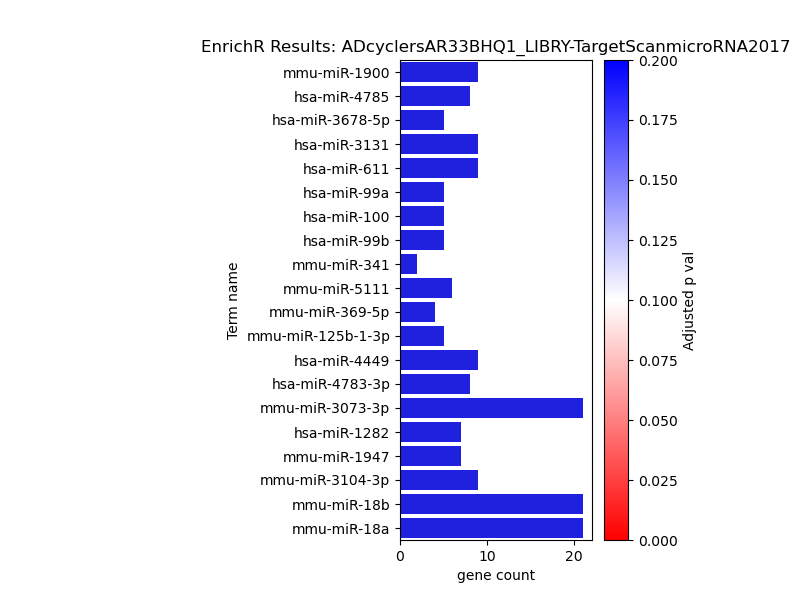 EnrichR Results: ADcyclersAR33BHQ1_LIBRY-TargetScanmicroRNA2017
mmu-miR-1900
hsa-miR-4785
hsa-miR-3678-5p
hsa-miR-3131
hsa-miR-611
hsa-miR-99a
hsa-miR-100
hsa-miR-99b
mmu-miR-341
mmu-miR-5111
mmu-miR-369-5p
mmu-miR-125b-1-3p
hsa-miR-4449
hsa-miR-4783-3p
mmu-miR-3073-3p
hsa-miR-1282
mmu-miR-1947
mmu-miR-3104-3p
mmu-miR-18b
mmu-miR-18a
Term name
0 10 20
gene count
0.200
0.175
0.150
0.125
0.100
0.075
0.050
0.025
0.000
Adjusted p val